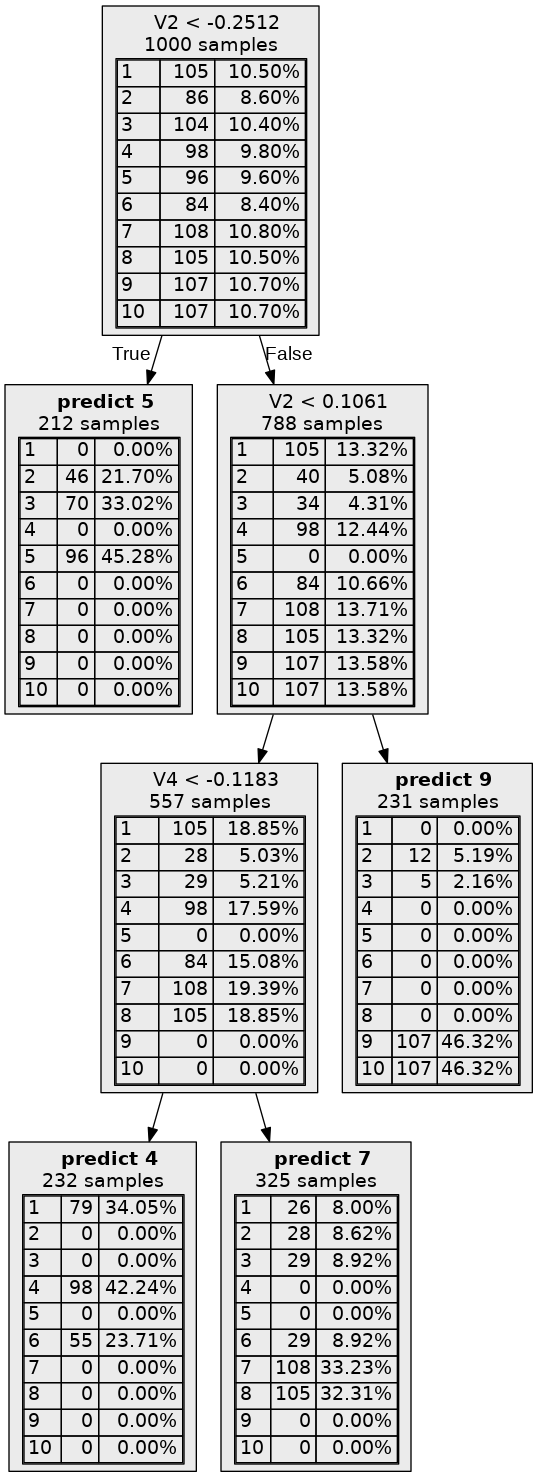 V2 < -0.2512
1000 samples
1 105 10.50%
2 86 8.60%
3 104 10.40%
4 98 9.80%
5 96 9.60%
6 84 8.40%
7 108 10.80%
8 105 10.50%
9 107 10.70%
10 107 10.70%
True
False
predict 5
212 samples
1 0 0.00%
2 46 21.70%
3 70 33.02%
4 0 0.00%
5 96 45.28%
6 0 0.00%
7 0 0.00%
8 0 0.00%
9 0 0.00%
10 0 0.00%
V2 < 0.1061
788 samples
1 105 13.32%
2 40 5.08%
3 34 4.31%
4 98 12.44%
5 0 0.00%
6 84 10.66%
7 108 13.71%
8 105 13.32%
9 107 13.58%
10 107 13.58%
V4 < -0.1183
557 samples
1 105 18.85%
2 28 5.03%
3 29 5.21%
4 98 17.59%
5 0 0.00%
6 84 15.08%
7 108 19.39%
8 105 18.85%
9 0 0.00%
10 0 0.00%
predict 9
231 samples
1 0 0.00%
2 12 5.19%
3 5 2.16%
4 0 0.00%
5 0 0.00%
6 0 0.00%
7 0 0.00%
8 0 0.00%
9 107 46.32%
10 107 46.32%
predict 4
232 samples
1 79 34.05%
2 0 0.00%
3 0 0.00%
4 98 42.24%
5 0 0.00%
6 55 23.71%
7 0 0.00%
8 0 0.00%
9 0 0.00%
10 0 0.00%
predict 7
325 samples
1 26 8.00%
2 28 8.62%
3 29 8.92%
4 0 0.00%
5 0 0.00%
6 29 8.92%
7 108 33.23%
8 105 32.31%
9 0 0.00%
10 0 0.00%